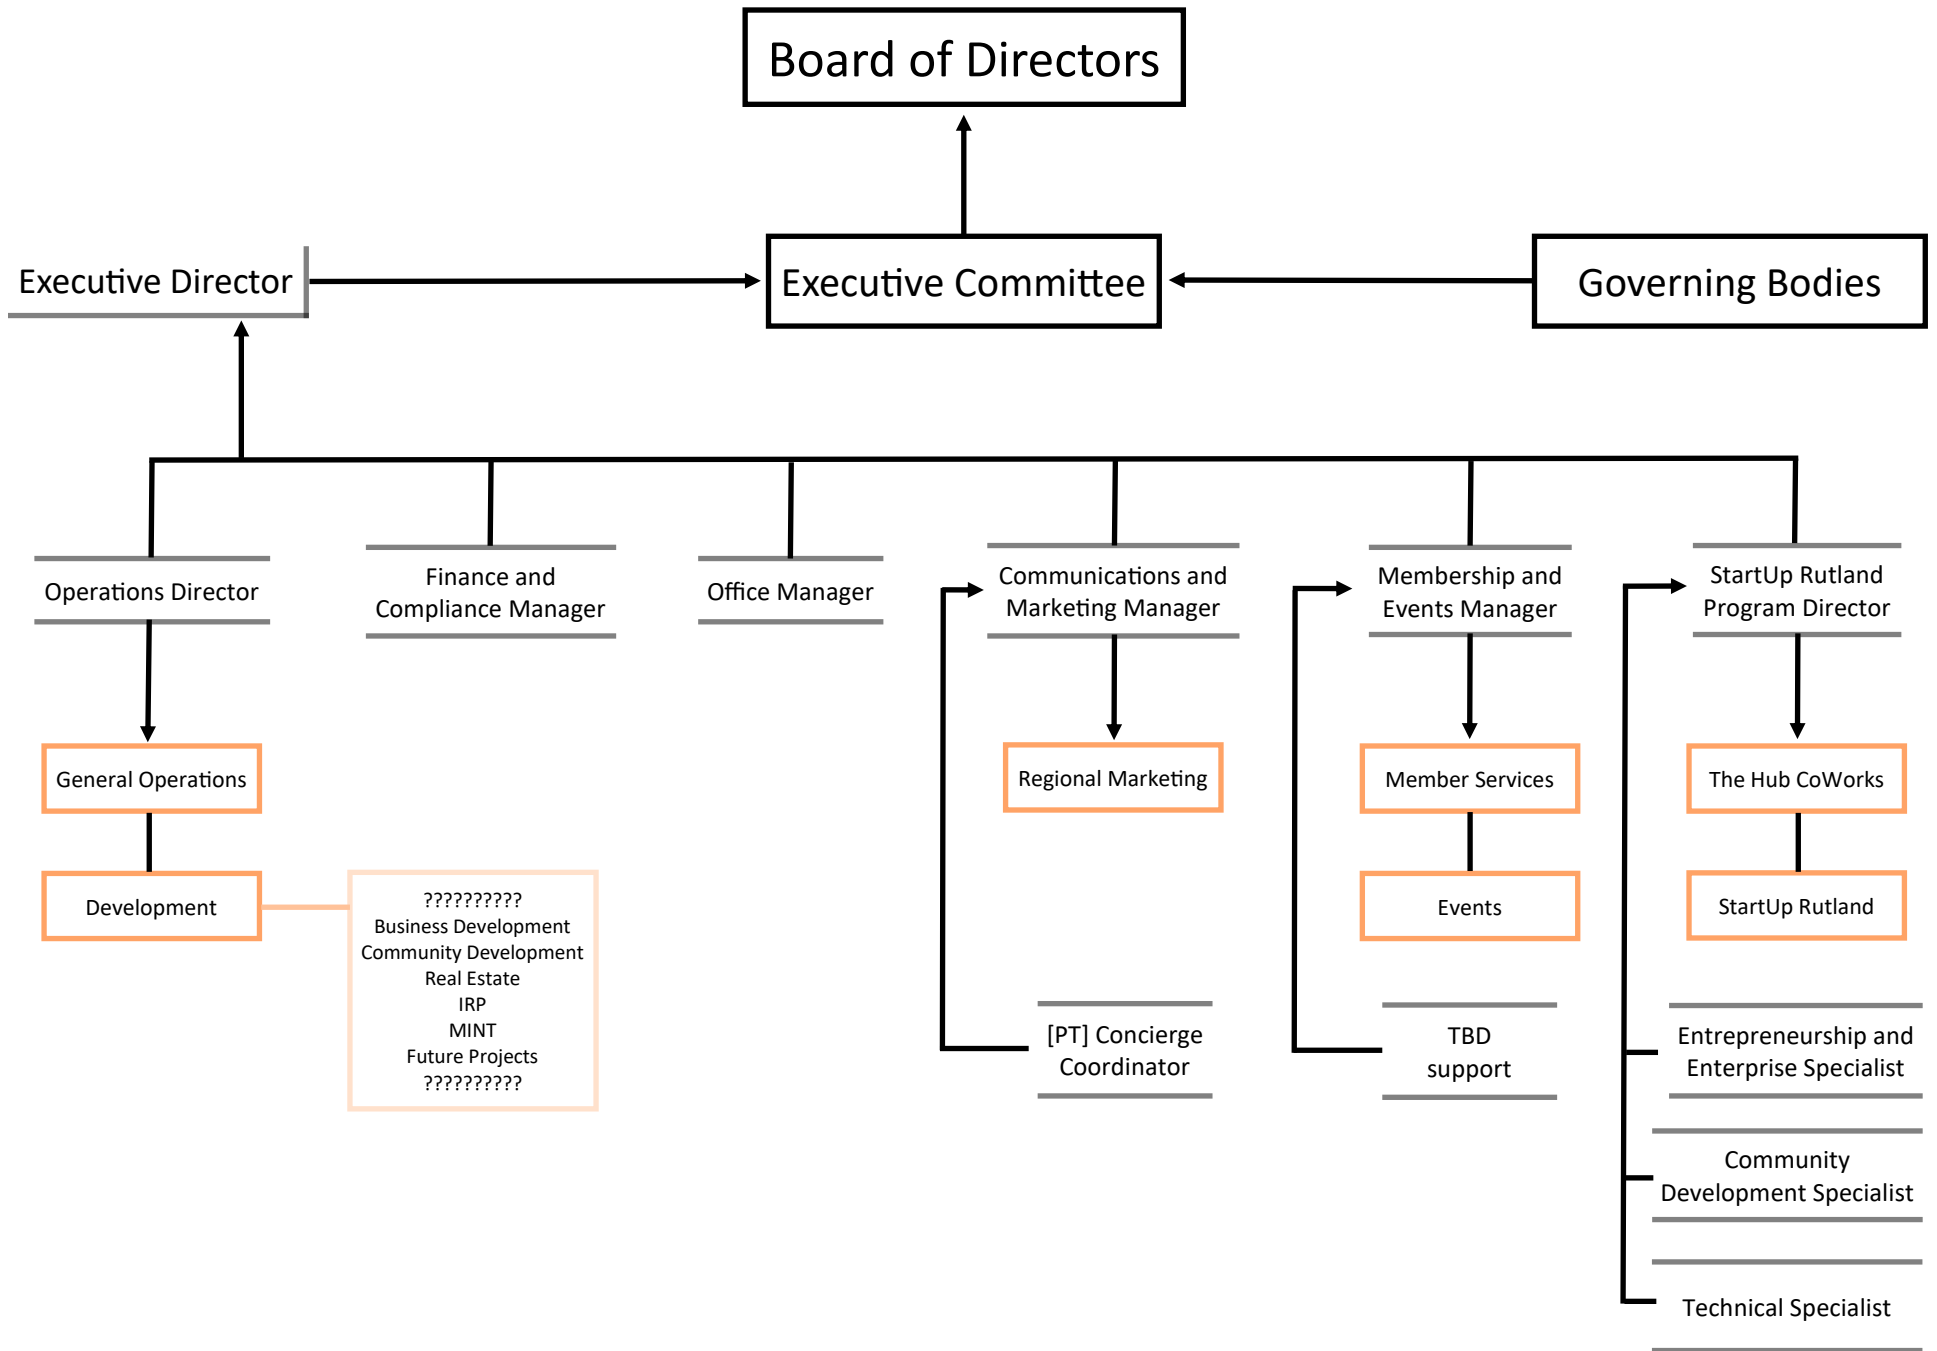 Board of Directors
Executive Director
Executive Committee
Governing Bodies
Operations Director
Finance and
Compliance Manager
Office Manager
Communications and
Marketing Manager
Membership and
Events Manager
StartUp Rutland
Program Director
General Operations
Regional Marketing
Member Services
The Hub CoWorks
Development
??????????
Business Development
Community Development
Real Estate
IRP
MINT
Future Projects
??????????
Events
StartUp Rutland
[PT] Concierge
Coordinator
TBD
support
Entrepreneurship and
Enterprise Specialist
Community
Development Specialist
Technical Specialist